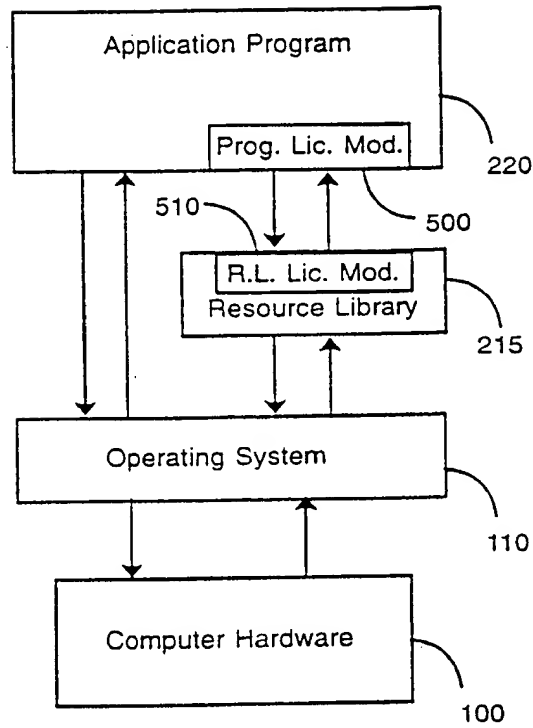 Application Program
Prog. Lic. Mod.
220
510
500
R.L. Lic. Mod.
Resource Library
215
Operating System
110
Computer Hardware
100